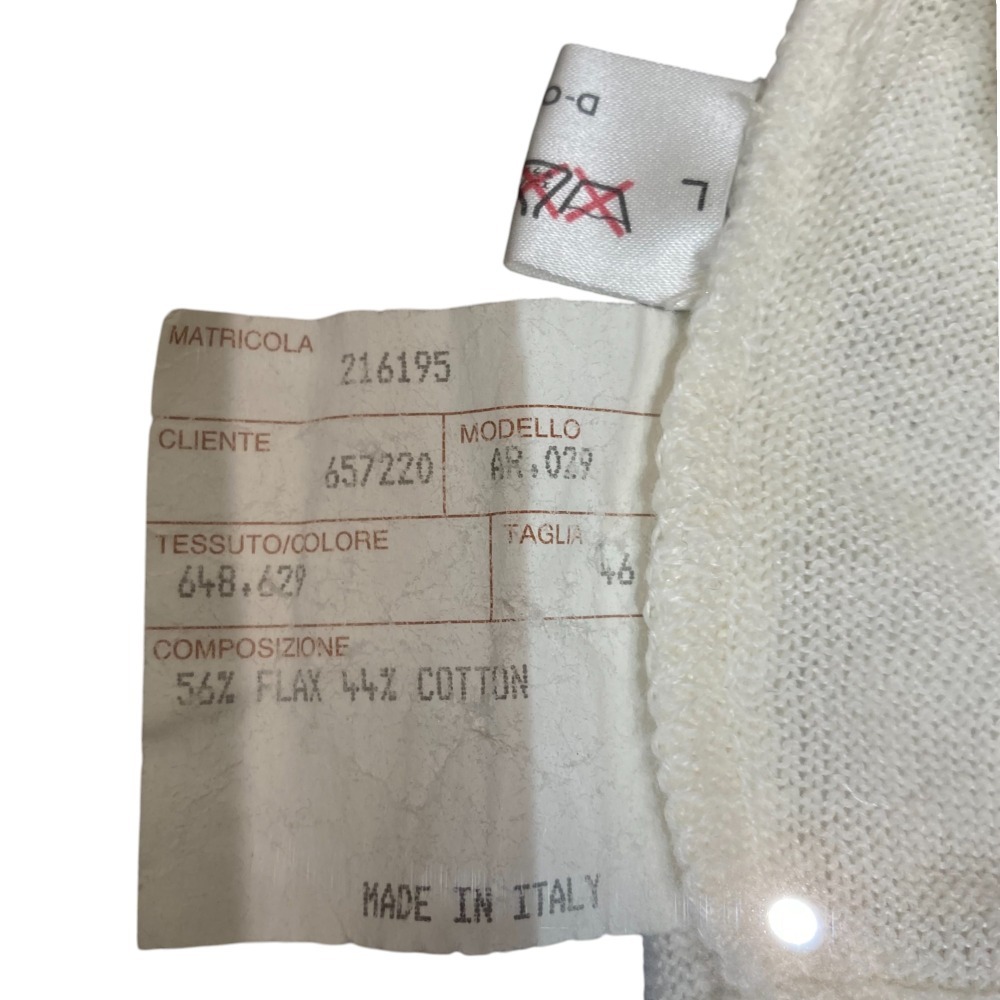 D-
L
MATRICOLA
216195
CLIENTE
657220
MODELLO
AR.029
TESSUTO/COLORE
648.629
TAGLIA
46
COMPOSIZIONE
56% FLAX 44% COTTON
MADE IN ITALY